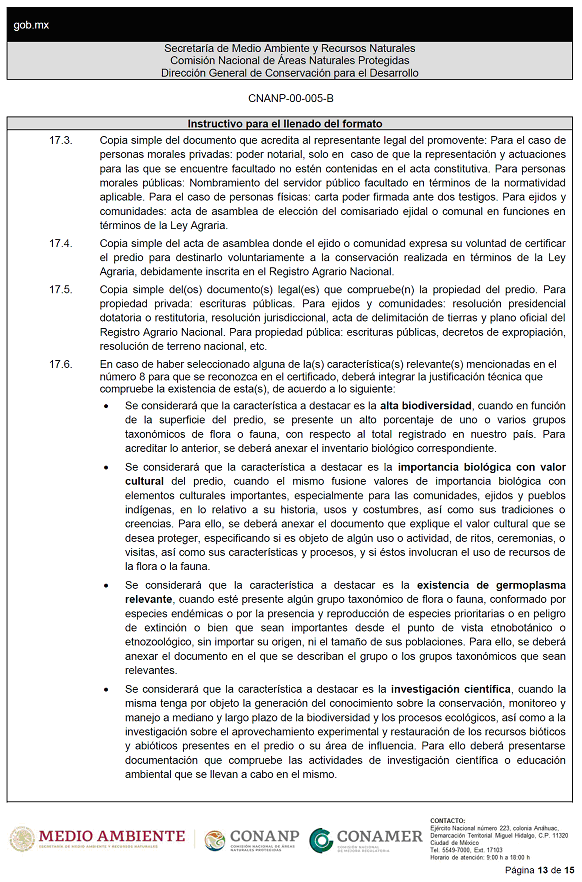 gob.mx
Secretaría de Medio Ambiente y Recursos Naturales
Comisión Nacional de Áreas Naturales Protegidas
Dirección General de Conservación para el Desarrollo
CNANP-00-005-B
Instructivo para el llenado del formato
17.3. Copia simple del documento que acredita al representante legal del promovente: Para el caso de
personas morales privadas: poder notarial, solo en caso de que la representación y actuaciones
para las que se encuentre facultado no estén contenidas en el acta constitutiva. Para personas
morales públicas: Nombramiento del servidor público facultado en términos de la normatividad
aplicable. Para el caso de personas físicas: carta poder firmada ante dos testigos. Para ejidos y
comunidades: acta de asamblea de elección del comisariado ejidal o comunal en funciones en
términos de la Ley Agraria.
17.4. Copia simple del acta de asamblea donde el ejido o comunidad expresa su voluntad de certificar
el predio para destinarlo voluntariamente a la conservación realizada en términos de la Ley
Agraria, debidamente inscrita en el Registro Agrario Nacional.
17.5. Copia simple del(os) documento(s) legal(es) que compruebe(n) la propiedad del predio. Para
propiedad privada: escrituras públicas. Para ejidos y comunidades: resolución presidencial
dotatoria o restitutoria, resolución jurisdiccional, acta de delimitación de tierras y plano oficial del
Registro Agrario Nacional. Para propiedad pública: escrituras públicas, decretos de expropiación,
resolución de terreno nacional, etc.
17.6. En caso de haber seleccionado alguna de la(s) característica(s) relevante(s) mencionadas en el
número 8 para que se reconozca en el certificado, deberá integrar la justificación técnica que
compruebe la existencia de esta(s), de acuerdo a lo siguiente:
• Se considerará que la característica a destacar es la alta biodiversidad, cuando en función
de la superficie del predio, se presente un alto porcentaje de uno o varios grupos
taxonómicos de flora o fauna, con respecto al total registrado en nuestro país. Para
acreditar lo anterior, se deberá anexar el inventario biológico correspondiente.
• Se considerará que la característica a destacar es la importancia biológica con valor
cultural del predio, cuando el mismo fusione valores de importancia biológica con
elementos culturales importantes, especialmente para las comunidades, ejidos y pueblos
indígenas, en lo relativo a su historia, usos y costumbres, así como sus tradiciones o
creencias. Para ello, se deberá anexar el documento que explique el valor cultural que se
desea proteger, especificando si es objeto de algún uso o actividad, de ritos, ceremonias, o
visitas, así como sus características y procesos, y si éstos involucran el uso de recursos de
la flora o la fauna.
• Se considerará que la característica a destacar es la existencia de germoplasma
relevante, cuando esté presente algún grupo taxonómico de flora o fauna, conformado por
especies endémicas o por la presencia y reproducción de especies prioritarias o en peligro
de extinción o bien que sean importantes desde el punto de vista etnobotánico o
etnozoológico, sin importar su origen, ni el tamaño de sus poblaciones. Para ello, se deberá
anexar el documento en el que se describan el grupo o los grupos taxonómicos que sean
relevantes.
• Se considerará que la característica a destacar es la investigación científica, cuando la
misma tenga por objeto la generación del conocimiento sobre la conservación, monitoreo y
manejo a mediano y largo plazo de la biodiversidad y los procesos ecológicos, así como a la
investigación sobre el aprovechamiento experimental y restauración de los recursos bióticos
y abióticos presentes en el predio o su área de influencia. Para ello deberá presentarse
documentación que compruebe las actividades de investigación científica o educación
ambiental que se llevan a cabo en el mismo.
MEDIO AMBIENTE
SECRETARÍA DE MEDIO AMBIENTE Y RECURSOS NATURALES
CONANP
COMISIÓN NACIONAL DE ÁREAS
NATURALES PROTEGIDAS
CONAMER
COMISIÓN NACIONAL
DE MEJORA REGULATORIA
CONTACTO:
Ejército Nacional número 223, colonia Anáhuac,
Demarcación Territorial Miguel Hidalgo, C.P. 11320
Ciudad de México
Tel. 5549-7000, Ext. 17103
Horario de atención: 9:00 h a 18:00 h
Página 13 de 15